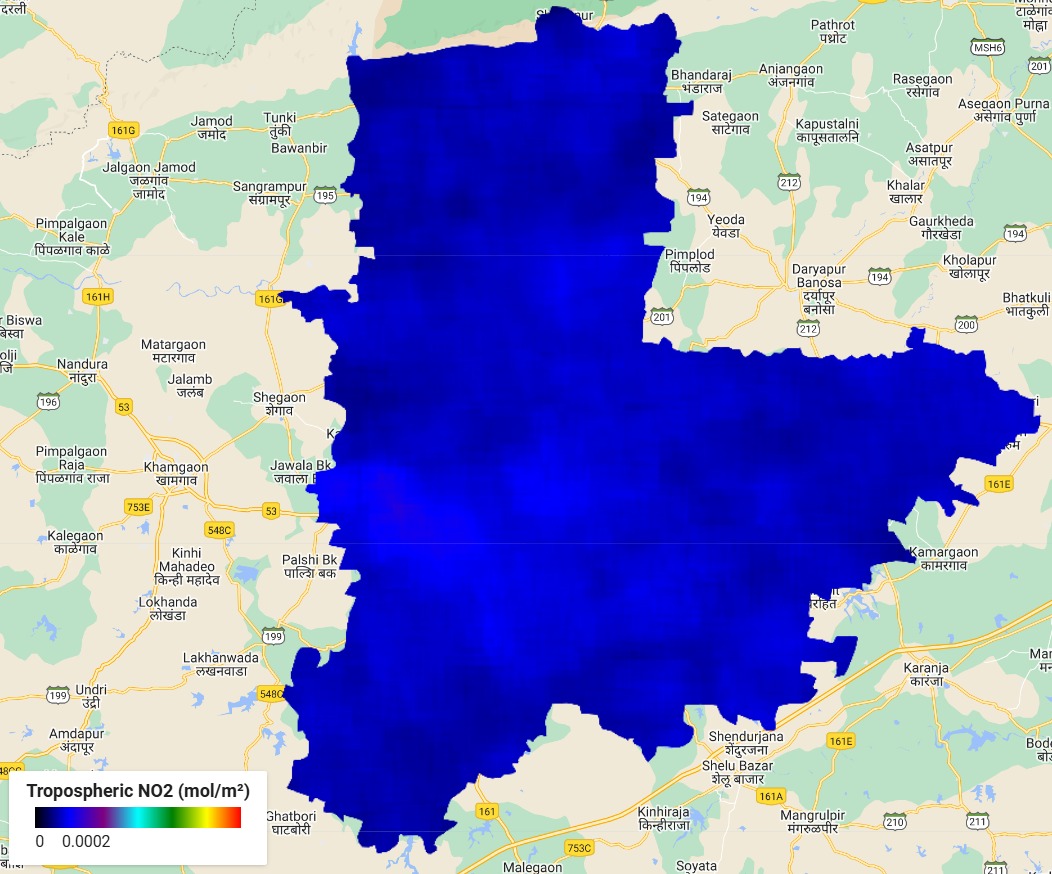 दरली
Pathrot
पथ्रोट
टाळेगांव
मोह्ना
MSH6
201
Bhandaraj
भंडाराज
Anjangaon
अंजनगांव
Rasegaon
रसेगांव
161G
Jamod
जमोद
Tunki
तुंकी
Bawanbir
Sategaon
साटेगाव
Kapustalni
कापूसतालनि
Asegaon Purna
असेगांव पुर्णा
Asatpur
असातपूर
Jalgaon Jamod
जळगांव
जामोद
Sangrampur
संग्रामपूर
195
194
212
Khalar
खालार
Pimpalgaon
Kale
पिंपळगाव काळे
Yeoda
येवडा
Gaurkheda
गौरखेडा
194
Pimplod
पिंपलोड
Daryapur
Banosa
दर्यापूर
बनोसा
194
Kholapur
खोलापूर
161H
161G
Bhatkuli
भातकुली
r Biswa
बिस्वा
201
212
200
Matargaon
मटारगाव
Nandura
नांदुरा
Jalamb
जलंब
196
53
Shegaon
शेगाव
Pimpalgaon
Raja
पिंपळगांव राजा
Khamgaon
खामगाव
Jawala Bk
161E
753E
53
548C
Kalegaon
काळेगांव
Kinhi
Mahadeo
किन्ही महादेव
Palshi Bk
पाल्शि बक
Kamargaon
कामरगाव
Lokhanda
लोखंडा
199
Lakhanwada
लखनवाडा
Karanja
कारंजा
199
Undri
उंद्री
548C
Amdapur
अंदापूर
Shendurjana
शेंदुरजना
161E
Shelu Bazar
शेलू बाजार
Tropospheric NO2 (mol/m²)
0 0.0002
161A
Ghatbori
घाटबोरी
161
Kinhiraja
किन्हीराजा
Mangrulpir
मंगरुळपीर
210
211
753C
Malegaon
Soyata
211